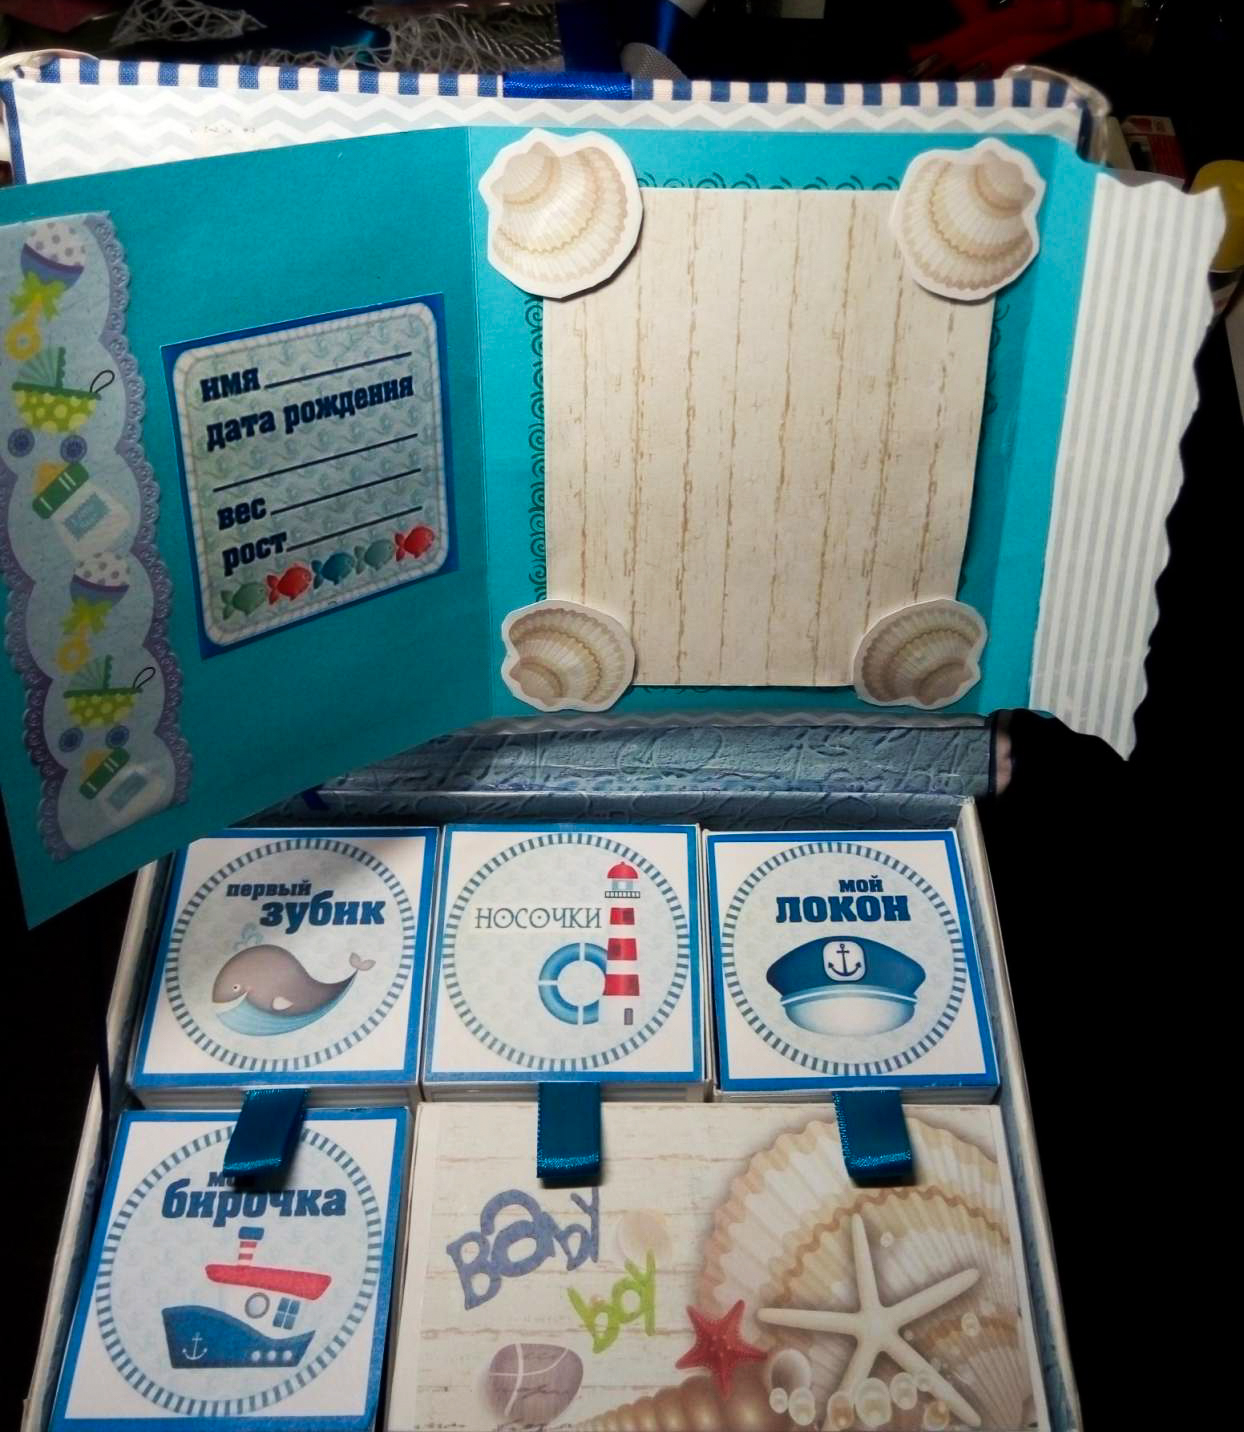 имя
дата рождения
вес
рост
первый
зубик
носочки
мой
локон
бирочка
Baby
boy